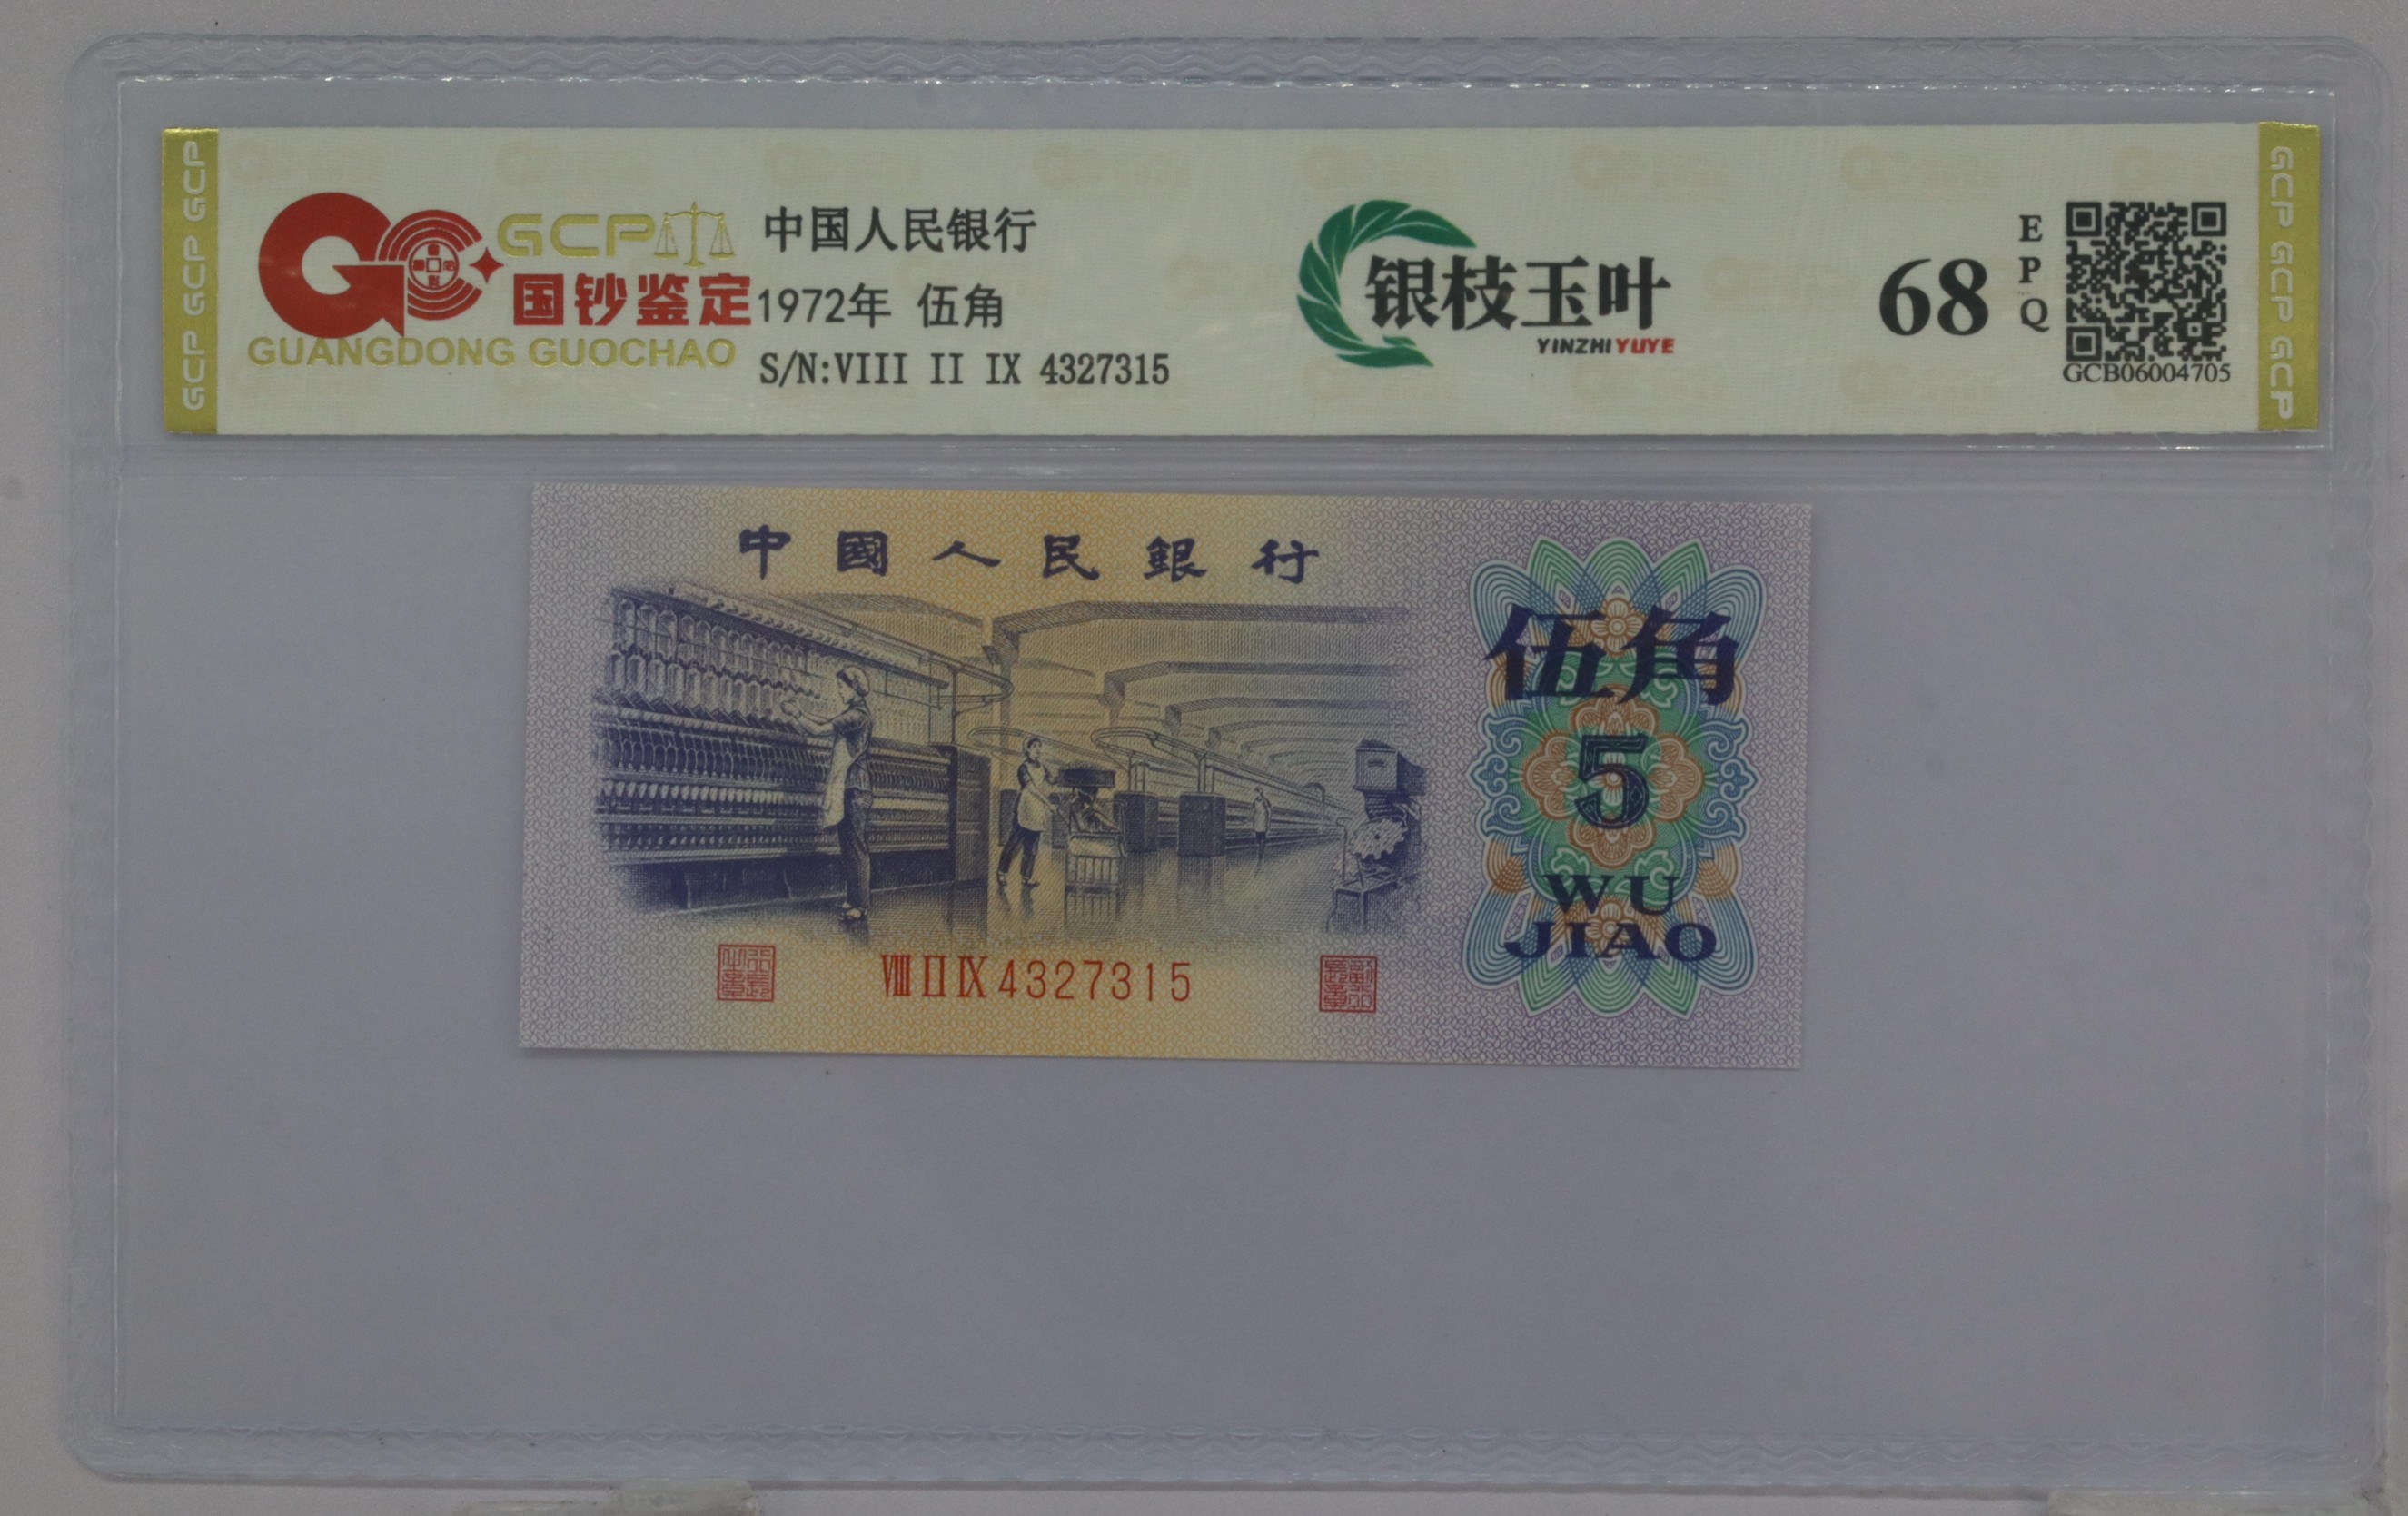 GCP GCP GCP
GCP
国钞鉴定
GUANGDONG GUOCHAO
中国人民银行
1972年 伍角
S/N:VIII II IX 4327315
银枝玉叶
YINZHIYUYE
68
EPQ
GCB06004705
GCP GCP GCP
中國人民銀行
伍角
5
WU
JIAO
VIII II IX 4327315